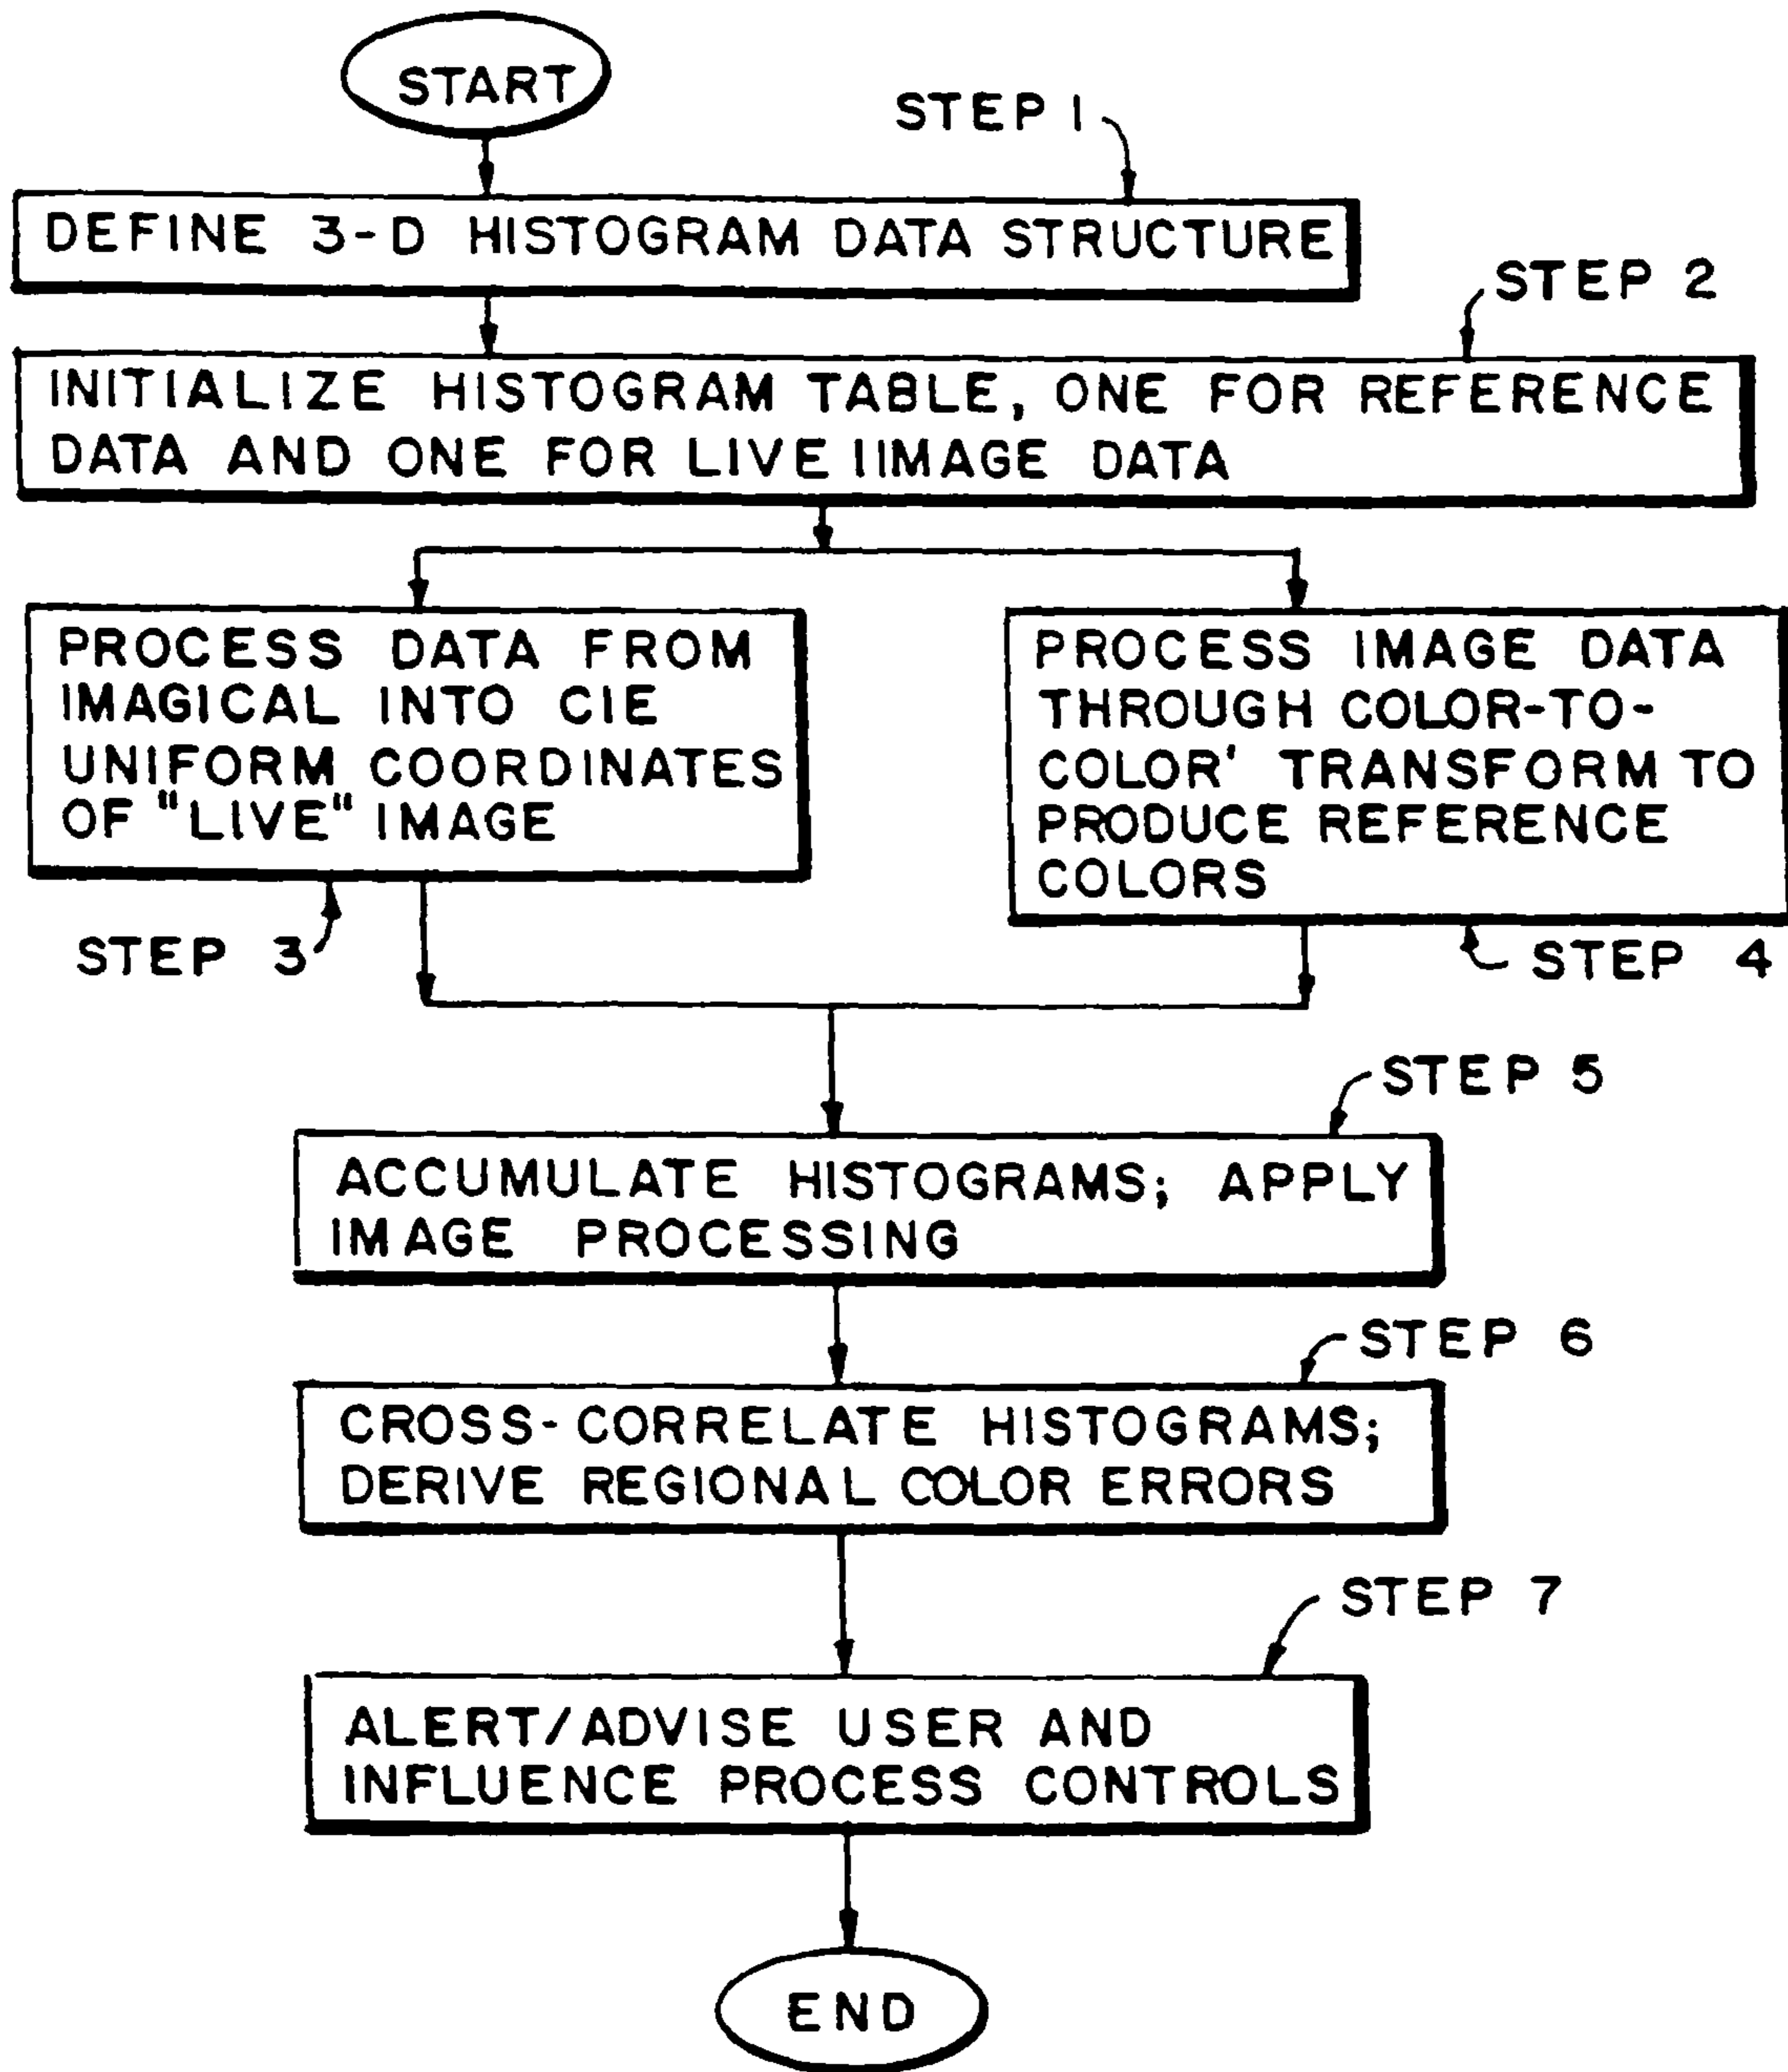 START
STEP 1
DEFINE 3-D HISTOGRAM DATA STRUCTURE
STEP 2
INITIALIZE HISTOGRAM TABLE, ONE FOR REFERENCE
DATA AND ONE FOR LIVE IIMAGE DATA
PROCESS DATA FROM
IMAGICAL INTO CIE
UNIFORM COORDINATES
OF "LIVE" IMAGE
STEP 3
PROCESS IMAGE DATA
THROUGH COLOR-TO-
COLOR' TRANSFORM TO
PRODUCE REFERENCE
COLORS
STEP 4
STEP 5
ACCUMULATE HISTOGRAMS; APPLY
IMAGE PROCESSING
STEP 6
CROSS-CORRELATE HISTOGRAMS;
DERIVE REGIONAL COLOR ERRORS
STEP 7
ALERT/ADVISE USER AND
INFLUENCE PROCESS CONTROLS
END